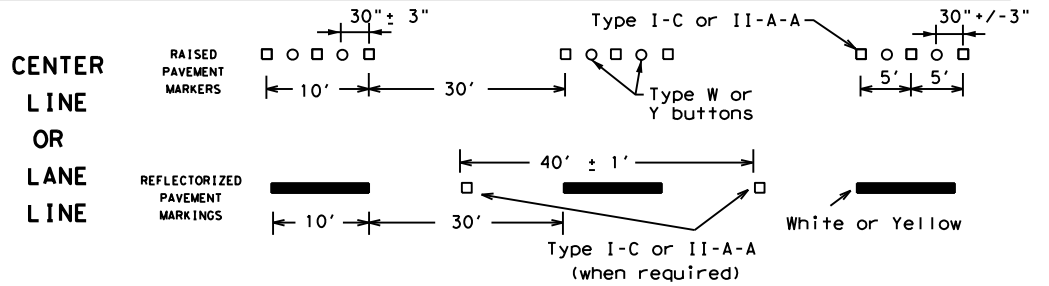 30"± 3"
Type I-C or II-A-A
30"+/-3"
CENTER
LINE
OR
LANE
LINE
RAISED
PAVEMENT
MARKERS
10'
30'
Type W or
Y buttons
5'
5'
REFLECTORIZED
PAVEMENT
MARKINGS
40' ± 1'
10'
30'
Type I-C or II-A-A
(when required)
White or Yellow